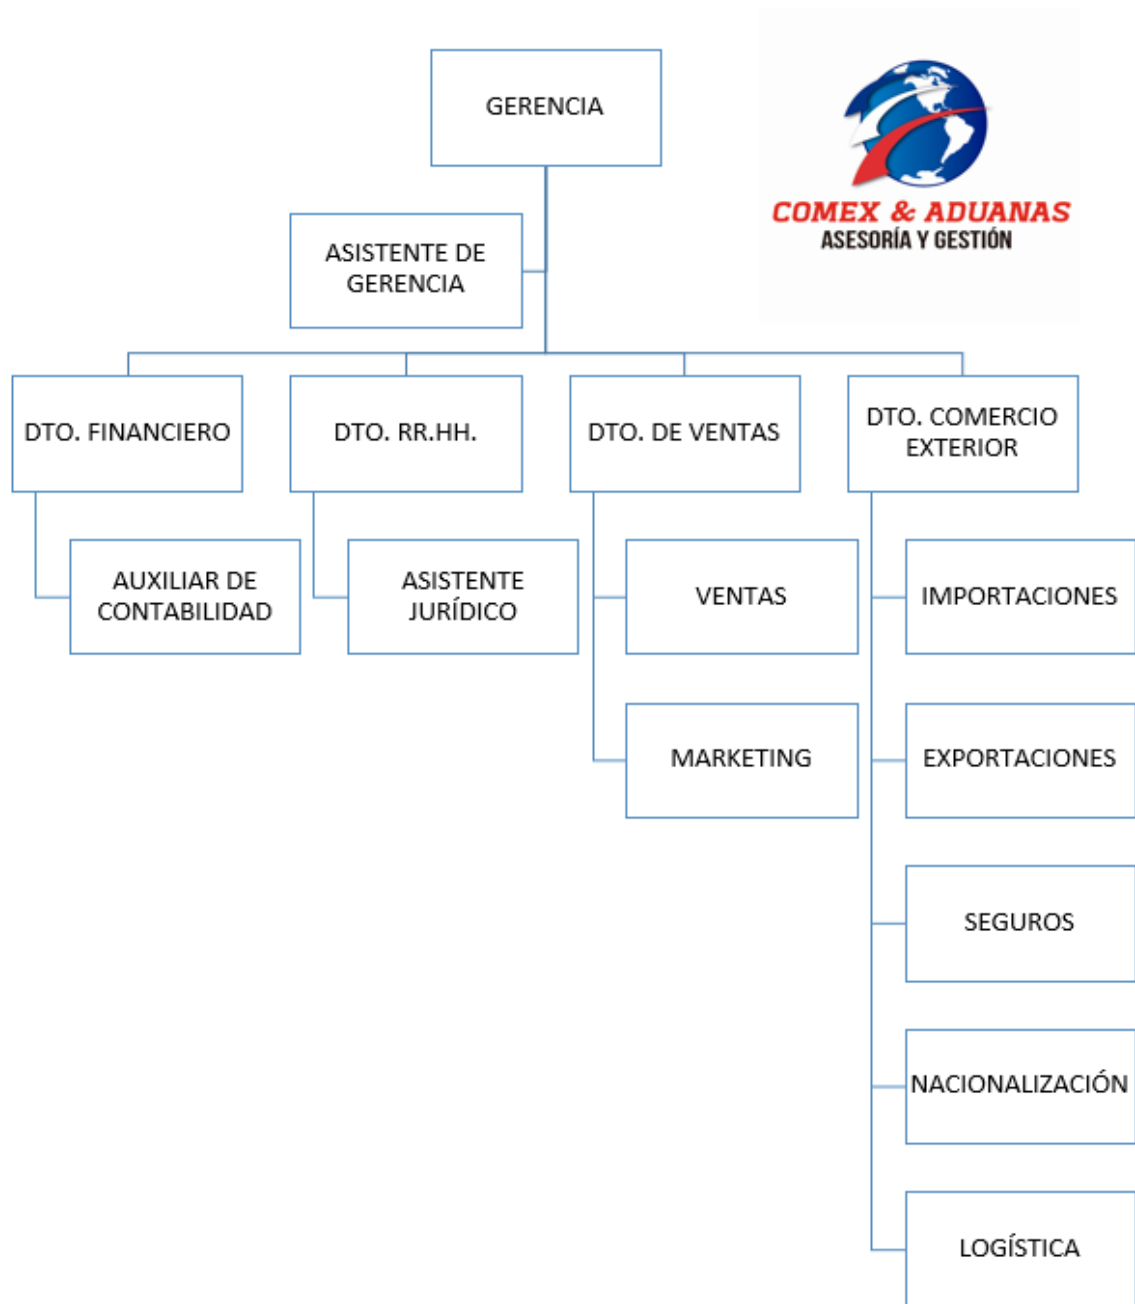 GERENCIA
COMEX & ADUANAS
ASESORÍA Y GESTIÓN
ASISTENTE DE
GERENCIA
DTO. FINANCIERO
DTO. RR.HH.
DTO. DE VENTAS
DTO. COMERCIO
EXTERIOR
AUXILIAR DE
CONTABILIDAD
ASISTENTE
JURÍDICO
VENTAS
IMPORTACIONES
MARKETING
EXPORTACIONES
SEGUROS
NACIONALIZACIÓN
LOGÍSTICA